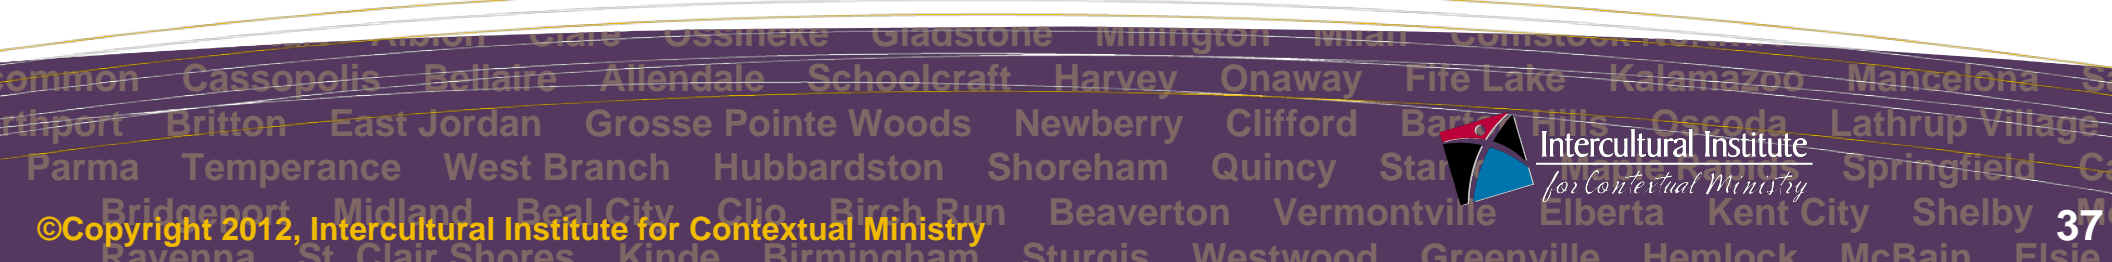 Albion Clare Ossineke Gladstone Millington Milan Comstock
Cassopolis Bellaire Allendale Schoolcraft Harvey Onaway Fife Lake Kalamazoo Mancelona
Britton East Jordan Grosse Pointe Woods Newberry Clifford Hills Oscoda Lathrup Village
Intercultural Institute
Parma Temperance West Branch Hubbardston Shoreham Quincy Springfield
for Contextual Ministry
Bridgeport Midland Beal City Clio Birch Run Beaverton Vermontville Elberta Kent City Shelby
©Copyright 2012, Intercultural Institute for Contextual Ministry
37
Ravenna St. Clair Shores Kinde Birmingham Sturgis Westwood Greenville Hemlock McBain Elsie